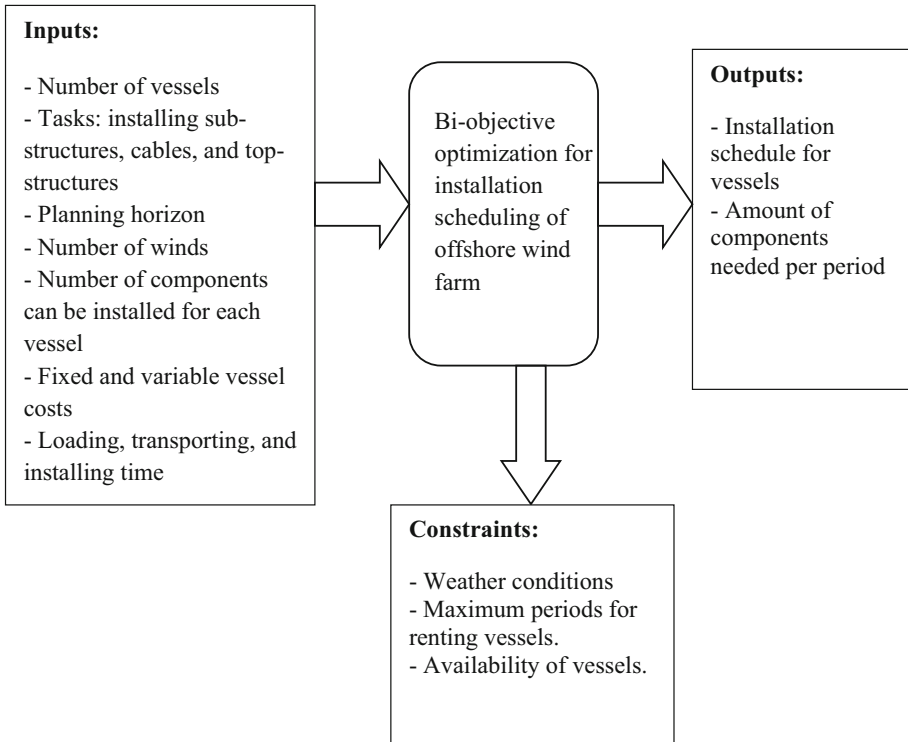 Inputs:
- Number of vessels
- Tasks: installing sub-
structures, cables, and top-
structures
- Planning horizon
- Number of winds
- Number of components
can be installed for each
vessel
- Fixed and variable vessel
costs
- Loading, transporting, and
installing time
Bi-objective
optimization for
installation
scheduling of
offshore wind
farm
Outputs:
- Installation
schedule for
vessels
- Amount of
components
needed per period
Constraints:
- Weather conditions
- Maximum periods for
renting vessels.
- Availability of vessels.